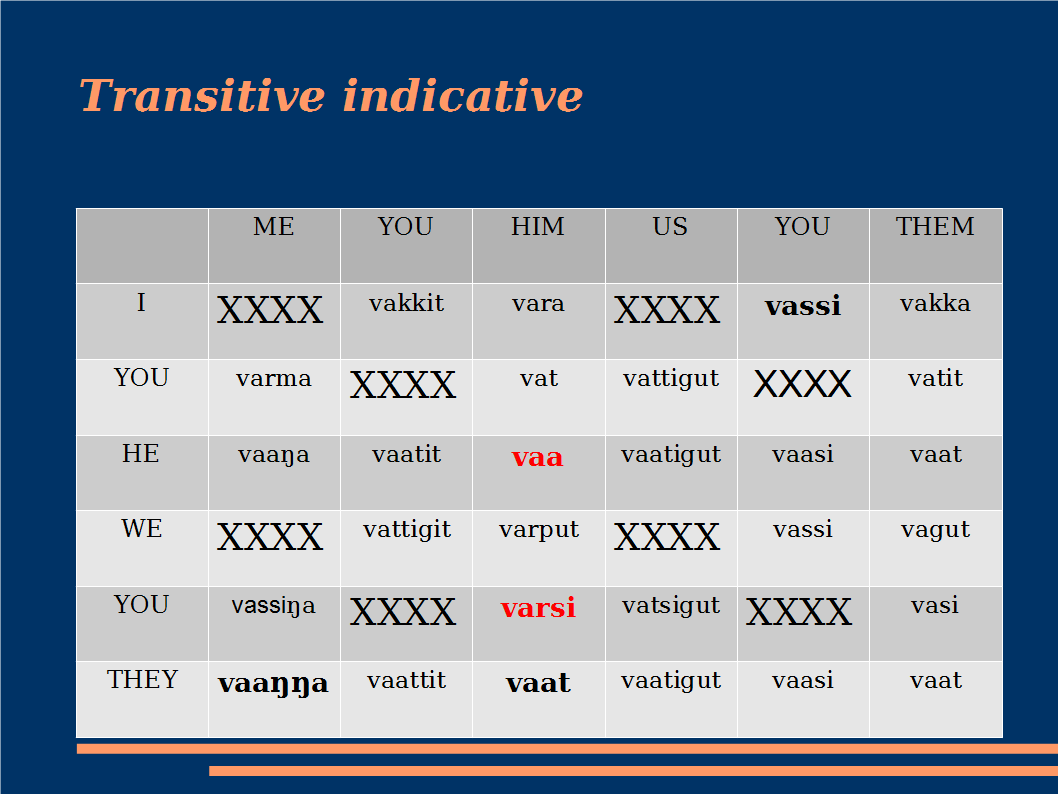 Transitive indicative
ME YOU HIM US YOU THEM
I XXXX vakkit vara XXXX vassi vakka
YOU varma XXXX vat vattigut XXXX vatit
HE vaaŋa vaatit vaa vaatigut vaasi vaat
WE XXXX vattigit varput XXXX vassi vagut
YOU vassiŋa XXXX varsi vatsigut XXXX vasi
THEY vaaŋŋa vaattit vaat vaatigut vaasi vaat